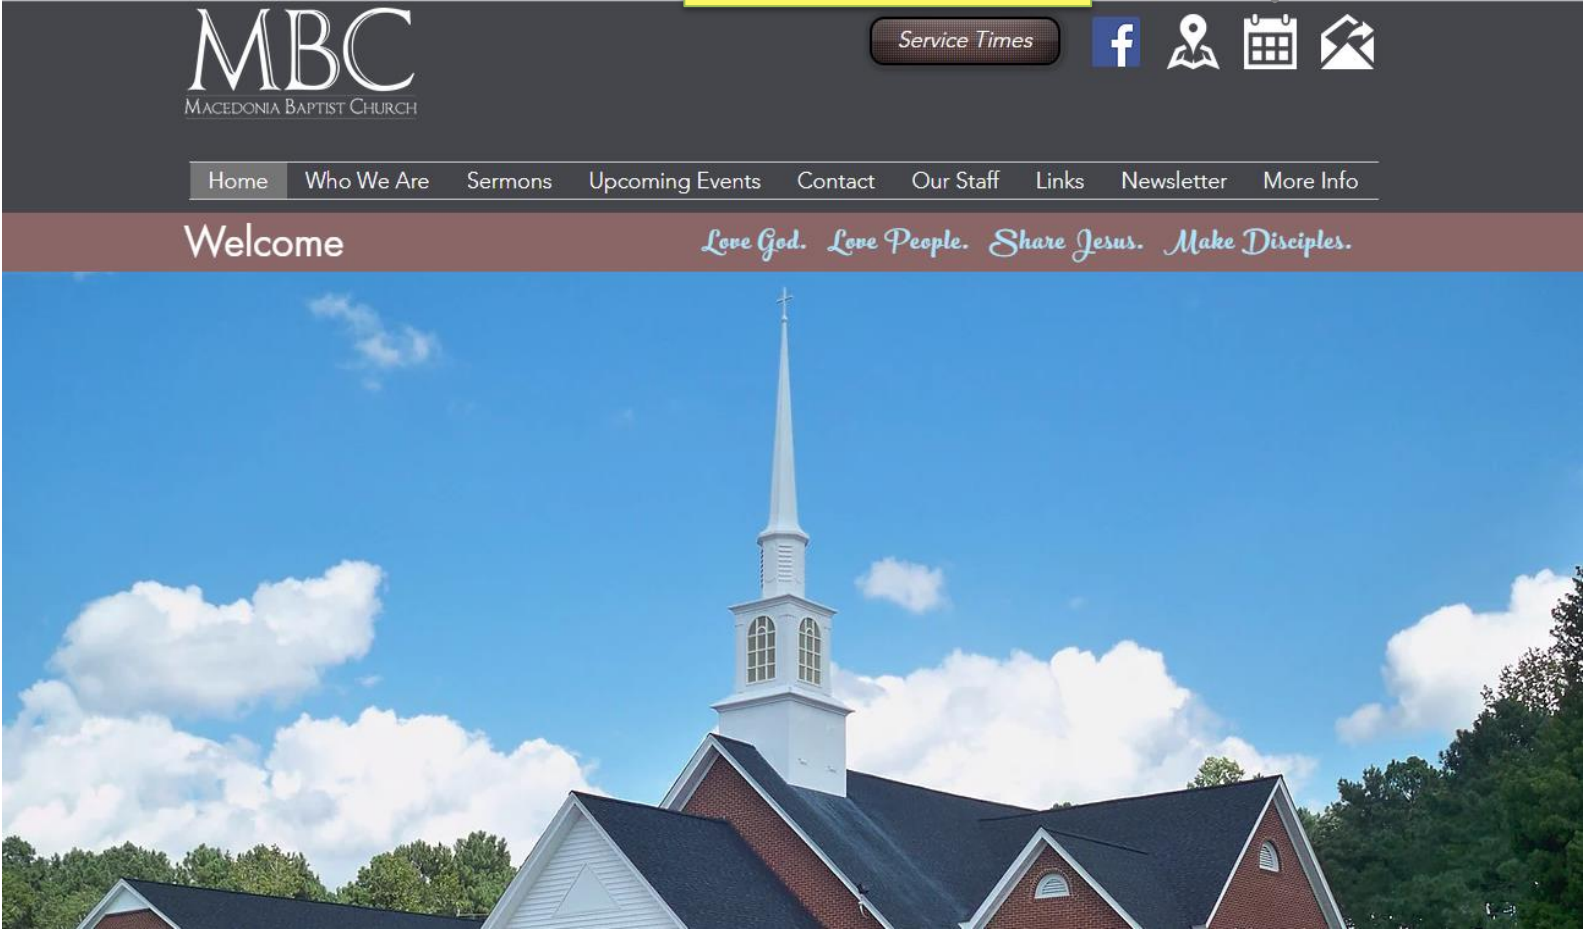 MBC
MACEDONIA BAPTIST CHURCH
Service Times
f
Home Who We Are Sermons Upcoming Events Contact Our Staff Links Newsletter More Info
Welcome
Love God. Love People. Share Jesus. Make Disciples.